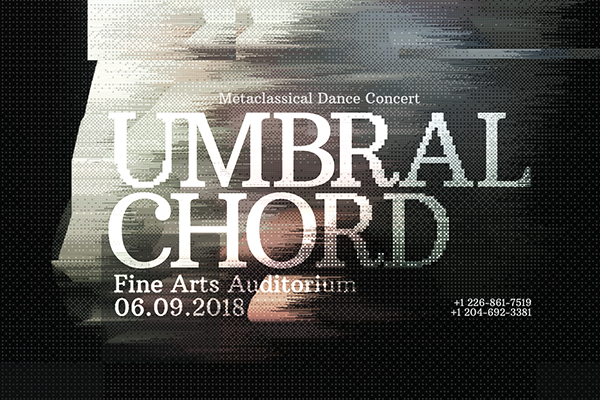 Metaclassical Dance Concert
UMBRAL
CHORD
Fine Arts Auditorium
06.09.2018
+1 226-861-7519
+1 204-692-3381